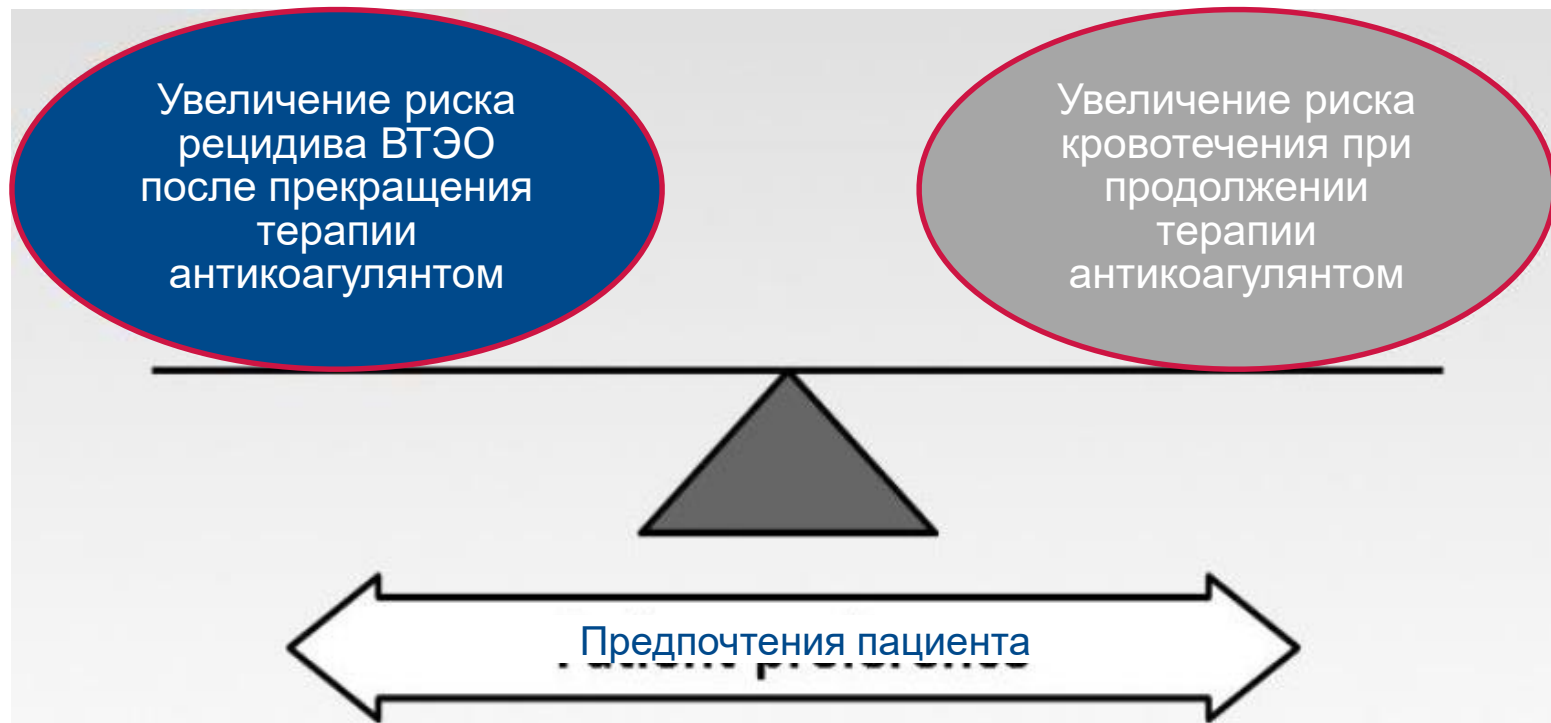 Увеличение риска
рецидива ВТЭО
после прекращения
терапии
антикоагулянтом
Увеличение риска
кровотечения при
продолжении
терапии
антикоагулянтом
Предпочтения пациента